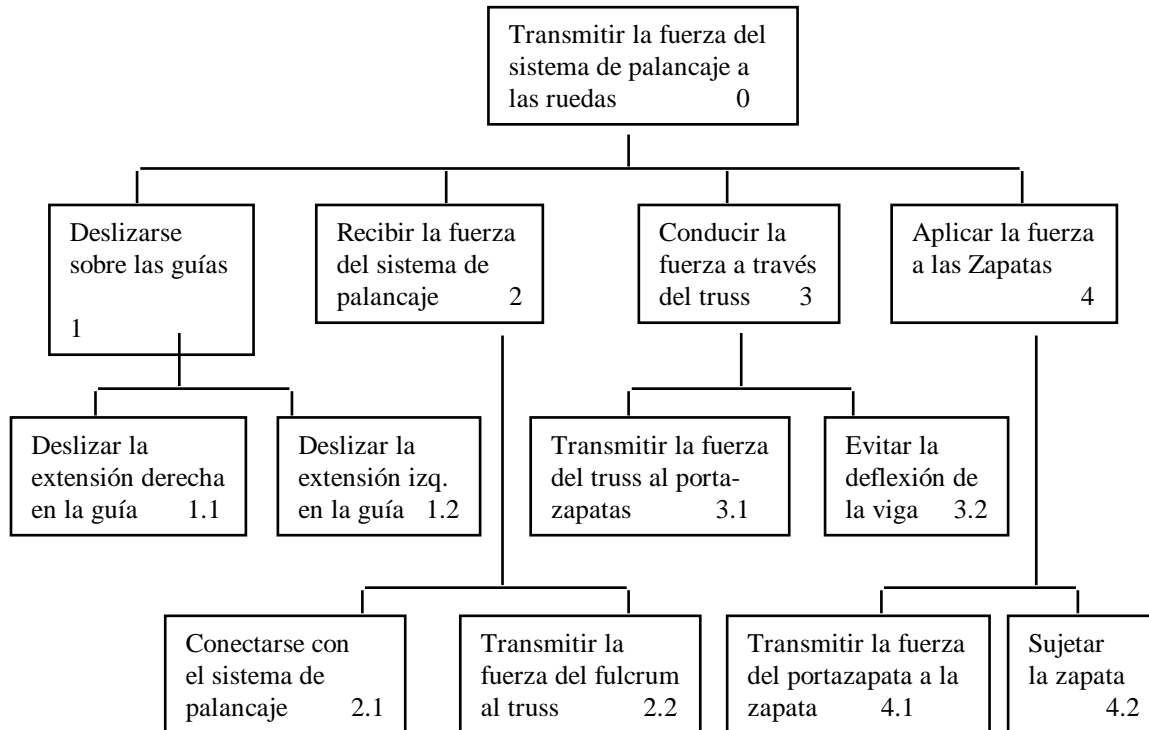 Transmitir la fuerza del
sistema de palancaje a
las ruedas 0
Deslizarse
sobre las guías
1
Recibir la fuerza
del sistema de
palancaje 2
Conducir la
fuerza a través
del truss 3
Aplicar la fuerza
a las Zapatas
4
Deslizar la
extensión derecha
en la guía 1.1
Deslizar la
extensión izq.
en la guía 1.2
Transmitir la fuerza
del truss al porta-
zapatas 3.1
Evitar la
deflexión de
la viga 3.2
Conectarse con
el sistema de
palancaje 2.1
Transmitir la
fuerza del fulcrum
al truss 2.2
Transmitir la fuerza
del portazapata a la
zapata 4.1
Sujetar
la zapata
4.2